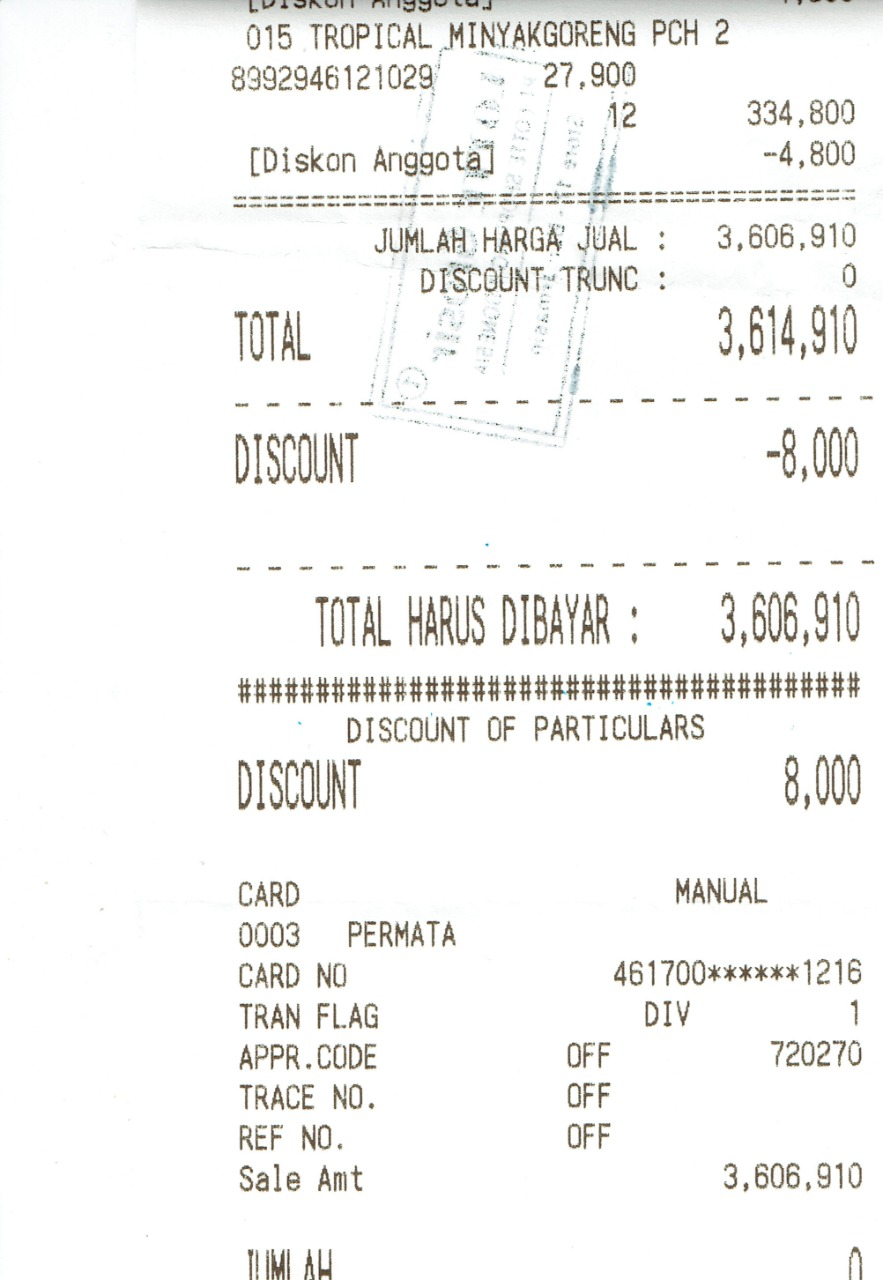 [Diskon Anggota]
015 TROPICAL MINYAKGORENG PCH 2
8992946121029 27,900
12 334,800
[Diskon Anggota] -4,800
==========================================
JUMLAH HARGA JUAL : 3,606,910
DISCOUNT TRUNC : 0
TOTAL 3,614,910
- - - - - - - - - - - - - - - - - - - - -
DISCOUNT -8,000
- - - - - - - - - - - - - - - - - - - - -
TOTAL HARUS DIBAYAR : 3,606,910
########################################
DISCOUNT OF PARTICULARS
DISCOUNT 8,000
CARD MANUAL
0003 PERMATA
CARD NO 461700******1216
TRAN FLAG DIV 1
APPR.CODE OFF 720270
TRACE NO. OFF
REF NO. OFF
Sale Amt 3,606,910
JUMLAH 0